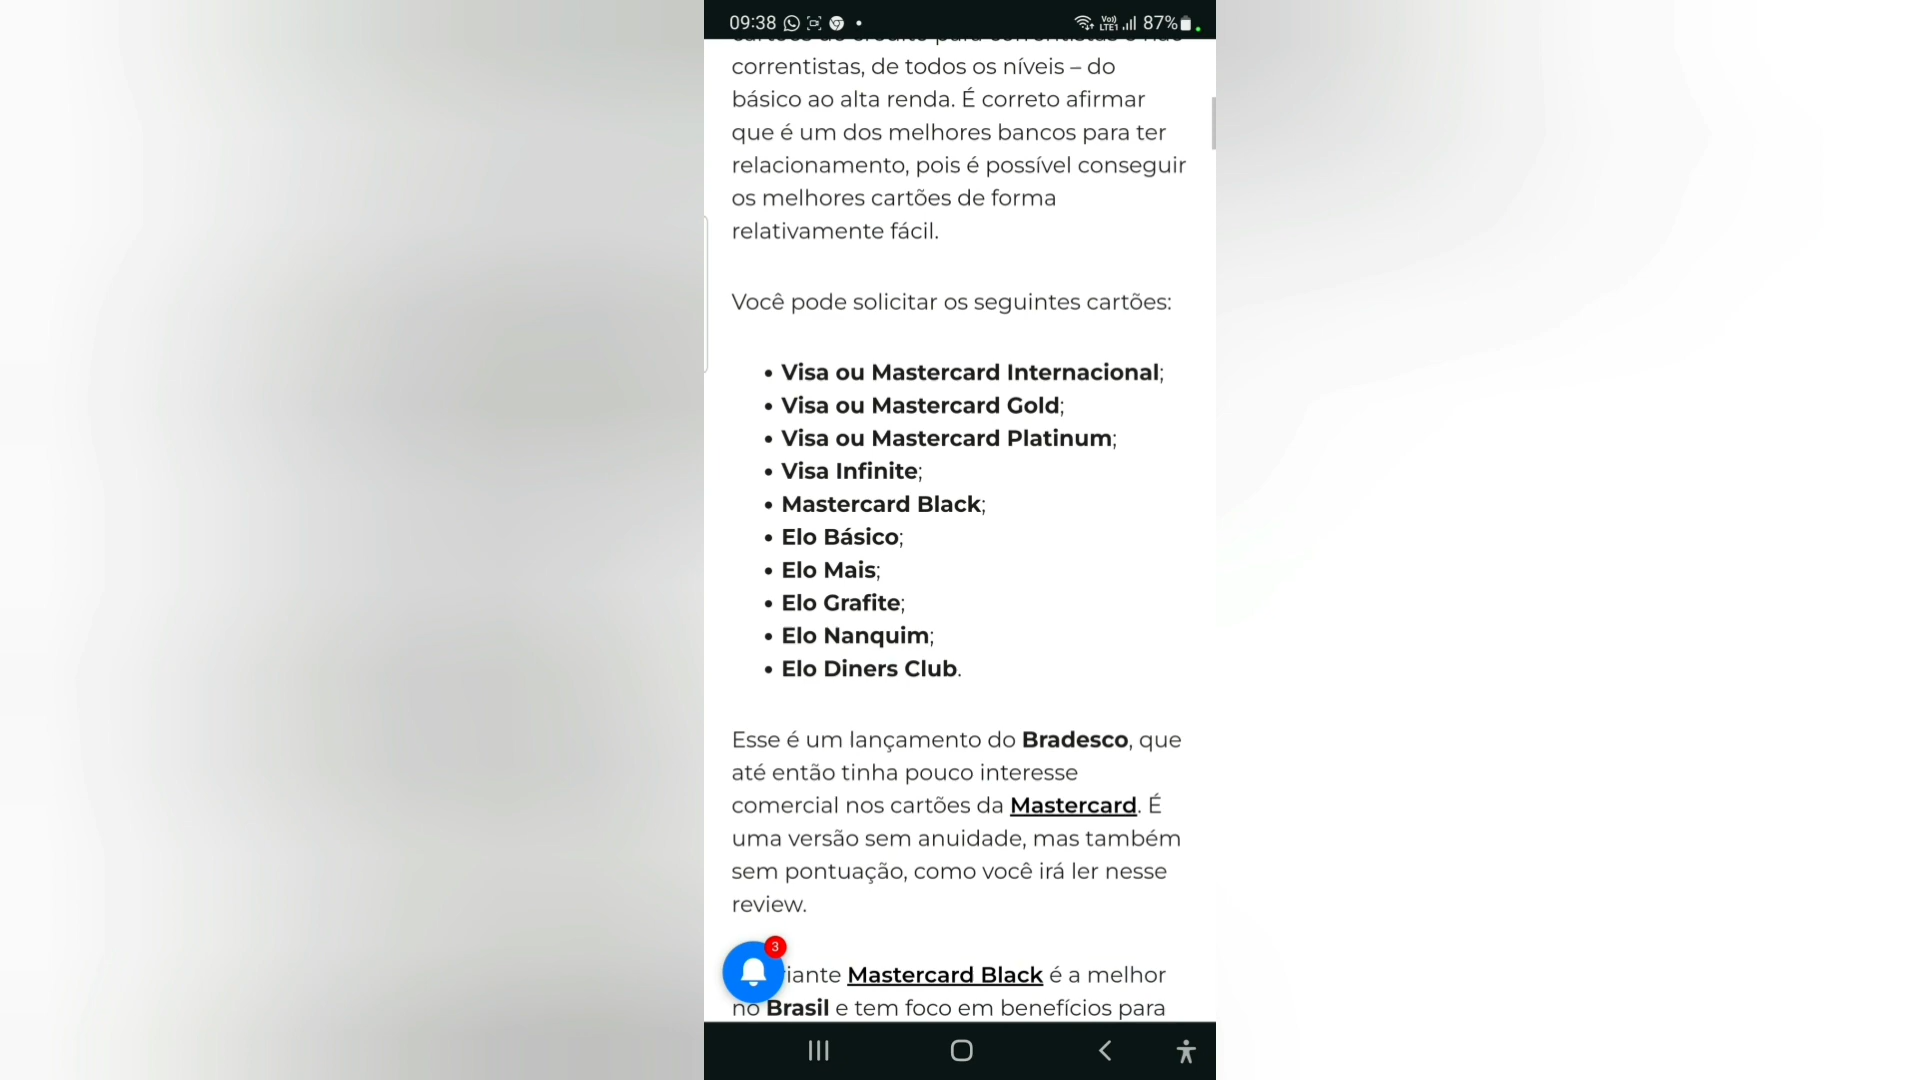 09:38
Vo)) LTE1 87%
correntistas, de todos os níveis – do
básico ao alta renda. É correto afirmar
que é um dos melhores bancos para ter
relacionamento, pois é possível conseguir
os melhores cartões de forma
relativamente fácil.
Você pode solicitar os seguintes cartões:
• Visa ou Mastercard Internacional;
• Visa ou Mastercard Gold;
• Visa ou Mastercard Platinum;
• Visa Infinite;
• Mastercard Black;
• Elo Básico;
• Elo Mais;
• Elo Grafite;
• Elo Nanquim;
• Elo Diners Club.
Esse é um lançamento do Bradesco, que
até então tinha pouco interesse
comercial nos cartões da Mastercard. É
uma versão sem anuidade, mas também
sem pontuação, como você irá ler nesse
review.
3
iante Mastercard Black é a melhor
no Brasil e tem foco em benefícios para